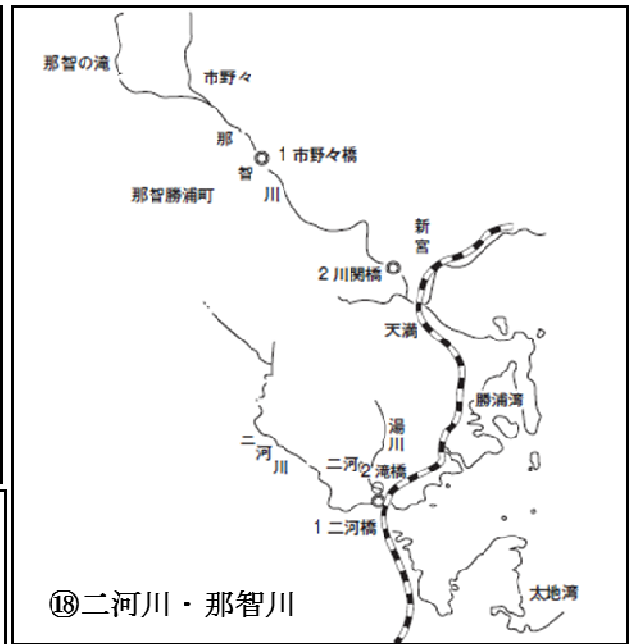 那智の滝
市野々
那智川
1 市野々橋
那智勝浦町
新宮
2 川関橋
天満
勝浦湾
湯川
二河川
二河
2 滝橋
1 二河橋
太地湾
⑱二河川・那智川